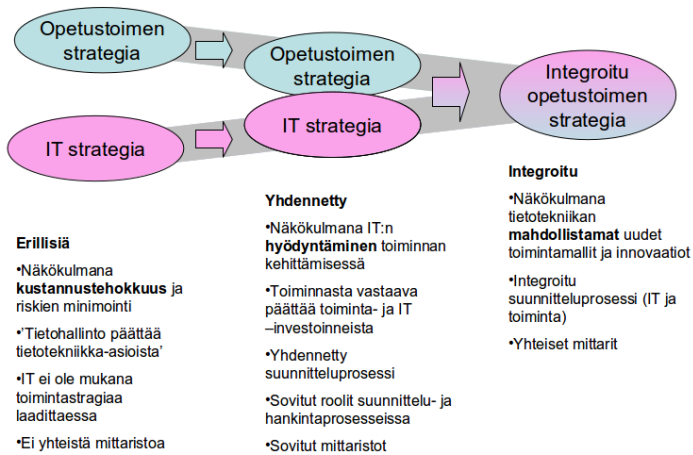 Opetustoimen
strategia
IT strategia
Opetustoimen
strategia
IT strategia
Integroitu
opetustoimen
strategia
Erillisiä
•Näkökulmana
kustannustehokkuus ja
riskien minimointi
•'Tietohallinto päättää
tietotekniikka-asioista'
•IT ei ole mukana
toimintastragiaa
laadittaessa
•Ei yhteistä mittaristoa
Yhdennetty
•Näkökulmana IT:n
hyödyntäminen toiminnan
kehittämisessä
•Toiminnasta vastaava
päättää toiminta- ja IT
–investoinneista
•Yhdennetty
suunnitteluprosessi
•Sovitut roolit suunnittelu- ja
hankintaprosesseissa
•Sovitut mittaristot
Integroitu
•Näkökulmana
tietotekniikan
mahdollistamat uudet
toimintamallit ja innovaatiot
•Integroitu
suunnitteluprosessi (IT ja
toiminta)
•Yhteiset mittarit